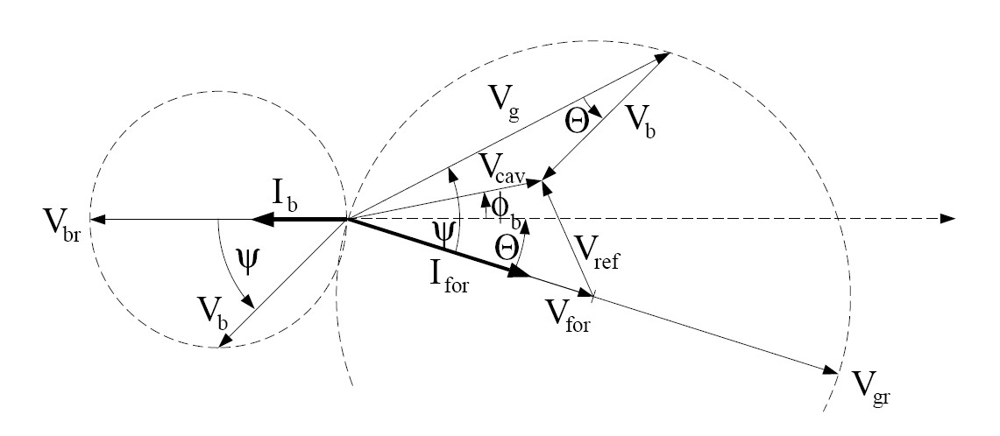 V_g
Θ
V_b
V_cav
I_b
ϕ_b
V_br
ψ
Θ
ψ
V_ref
I_for
V_b
V_for
V_gr